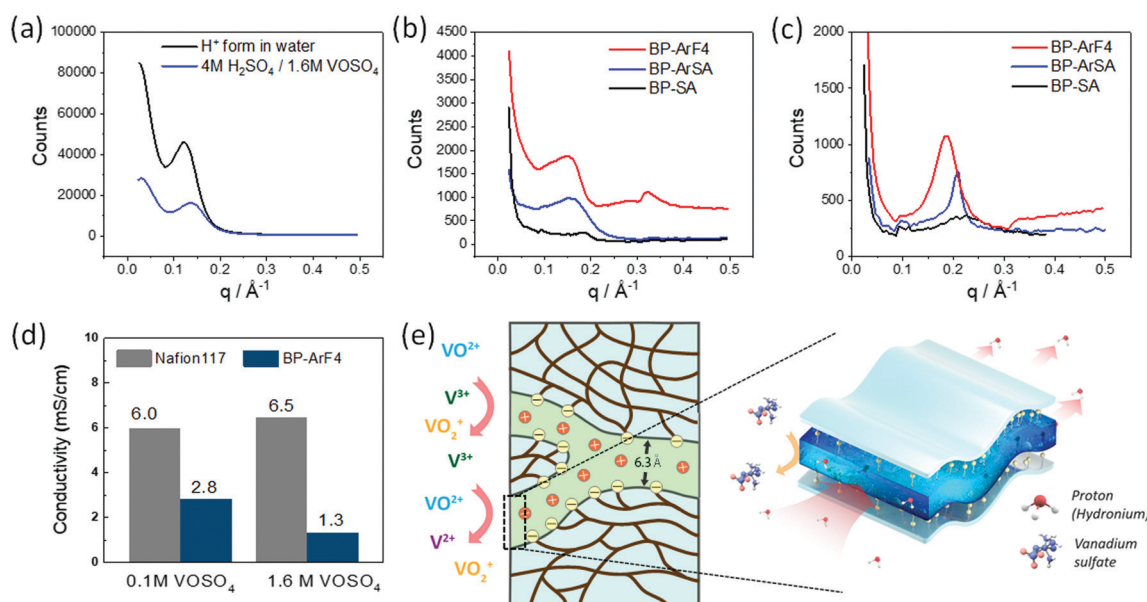 (a)
H⁺ form in water
4M H₂SO₄ / 1.6M VOSO₄
Counts
100000
80000
60000
40000
20000
0
0.0 0.1 0.2 0.3 0.4 0.5
q / Å⁻¹
(b)
BP-ArF4
BP-ArSA
BP-SA
Counts
4500
4000
3500
3000
2500
2000
1500
1000
500
0
0.0 0.1 0.2 0.3 0.4 0.5
q / Å⁻¹
(c)
BP-ArF4
BP-ArSA
BP-SA
Counts
2000
1500
1000
500
0
0.0 0.1 0.2 0.3 0.4 0.5
q / Å⁻¹
(d)
Nafion117 BP-ArF4
Conductivity (mS/cm)
10
8
6
4
2
0
6.0
2.8
6.5
1.3
0.1M VOSO₄ 1.6 M VOSO₄
(e)
VO²⁺
V³⁺
VO₂⁺
V³⁺
VO²⁺
V²⁺
VO₂⁺
6.3 Å
Proton
(Hydronium)
Vanadium
sulfate